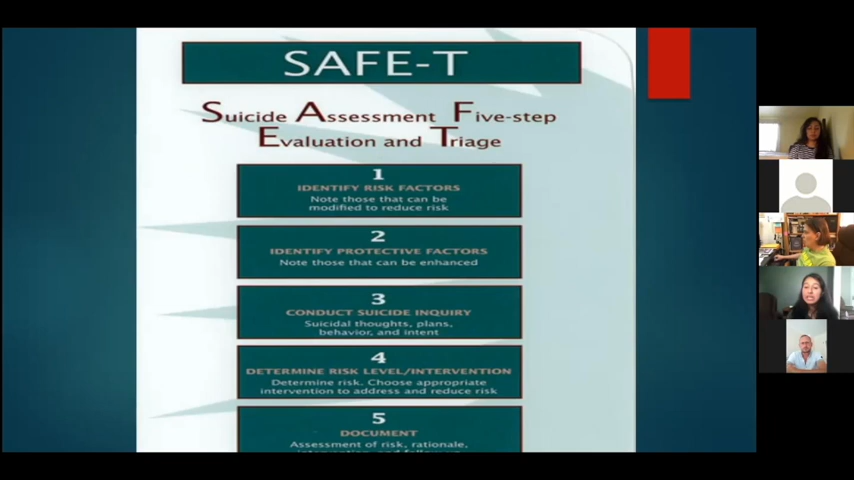 SAFE-T
Suicide Assessment Five-step
Evaluation and Triage
1
IDENTIFY RISK FACTORS
Note those that can be
modified to reduce risk
2
IDENTIFY PROTECTIVE FACTORS
Note those that can be enhanced
3
CONDUCT SUICIDE INQUIRY
Suicidal thoughts, plans,
behavior, and intent
4
DETERMINE RISK LEVEL/INTERVENTION
Determine risk. Choose appropriate
intervention to address and reduce risk
5
DOCUMENT
Assessment of risk, rationale,